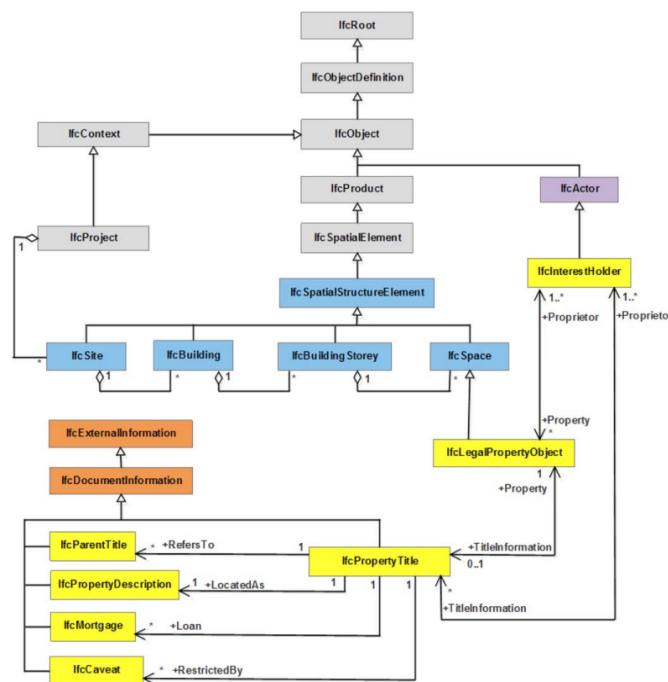 IfcRoot
IfcObjectDefinition
IfcContext
IfcObject
IfcProduct
IfcActor
IfcProject
1
IfcSpatialElement
IfcInterestHolder
IfcSpatialStructureElement
1..*
1..*
+Proprietor
+Proprieto
IfcSite
IfcBuilding
IfcBuildingStorey
IfcSpace
*
1
*
1
*
1
*
+Property
*
IfcExternalInformation
IfcLegalPropertyObject
1
+Property
IfcDocumentInformation
IfcParentTitle
*
+RefersTo
1
IfcPropertyTitle
+TitleInformation
0..1
IfcPropertyDescription
1
+LocatedAs
1
1
1
*
+TitleInformation
IfcMortgage
*
+Loan
IfcCaveat
*
+RestrictedBy